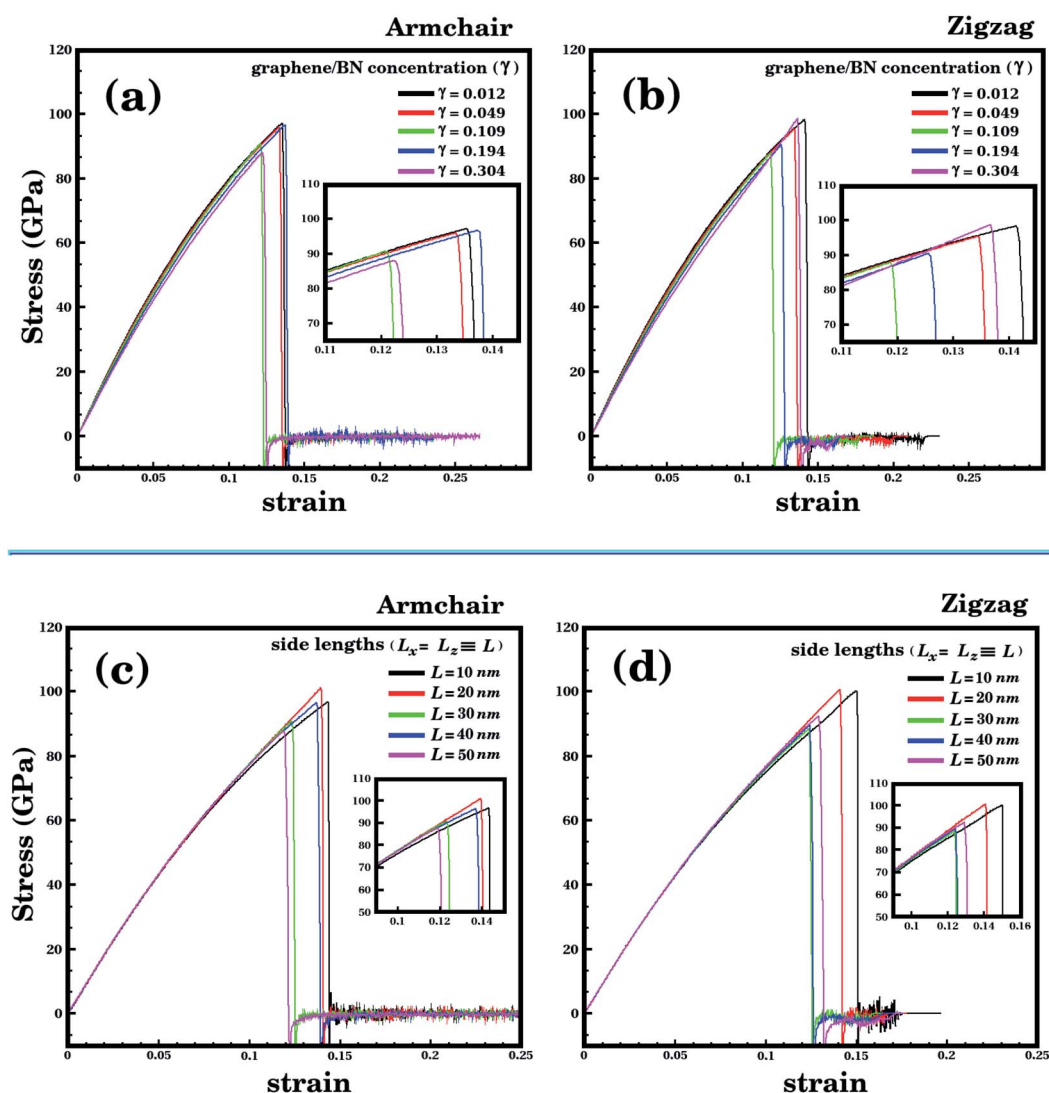 Armchair
120
100
80
60
40
20
0
Stress (GPa)
(a)
graphene/BN concentration (γ)
γ = 0.012
γ = 0.049
γ = 0.109
γ = 0.194
γ = 0.304
110
100
90
80
70
0.11 0.12 0.13 0.14
0 0.05 0.1 0.15 0.2 0.25
strain
Zigzag
120
100
80
60
40
20
0
(b)
graphene/BN concentration (γ)
γ = 0.012
γ = 0.049
γ = 0.109
γ = 0.194
γ = 0.304
110
100
90
80
70
0.11 0.12 0.13 0.14
0 0.05 0.1 0.15 0.2 0.25
strain
Armchair
120
100
80
60
40
20
0
Stress (GPa)
(c)
side lengths (Lx= Lz≡ L)
L=10 nm
L=20 nm
L=30 nm
L=40 nm
L=50 nm
110
100
90
80
70
60
50
0.1 0.12 0.14
0 0.05 0.1 0.15 0.2 0.25
strain
Zigzag
120
100
80
60
40
20
0
(d)
side lengths (Lx= Lz≡ L)
L=10 nm
L=20 nm
L=30 nm
L=40 nm
L=50 nm
110
100
90
80
70
60
50
0.1 0.12 0.14 0.16
0 0.05 0.1 0.15 0.2 0.25
strain